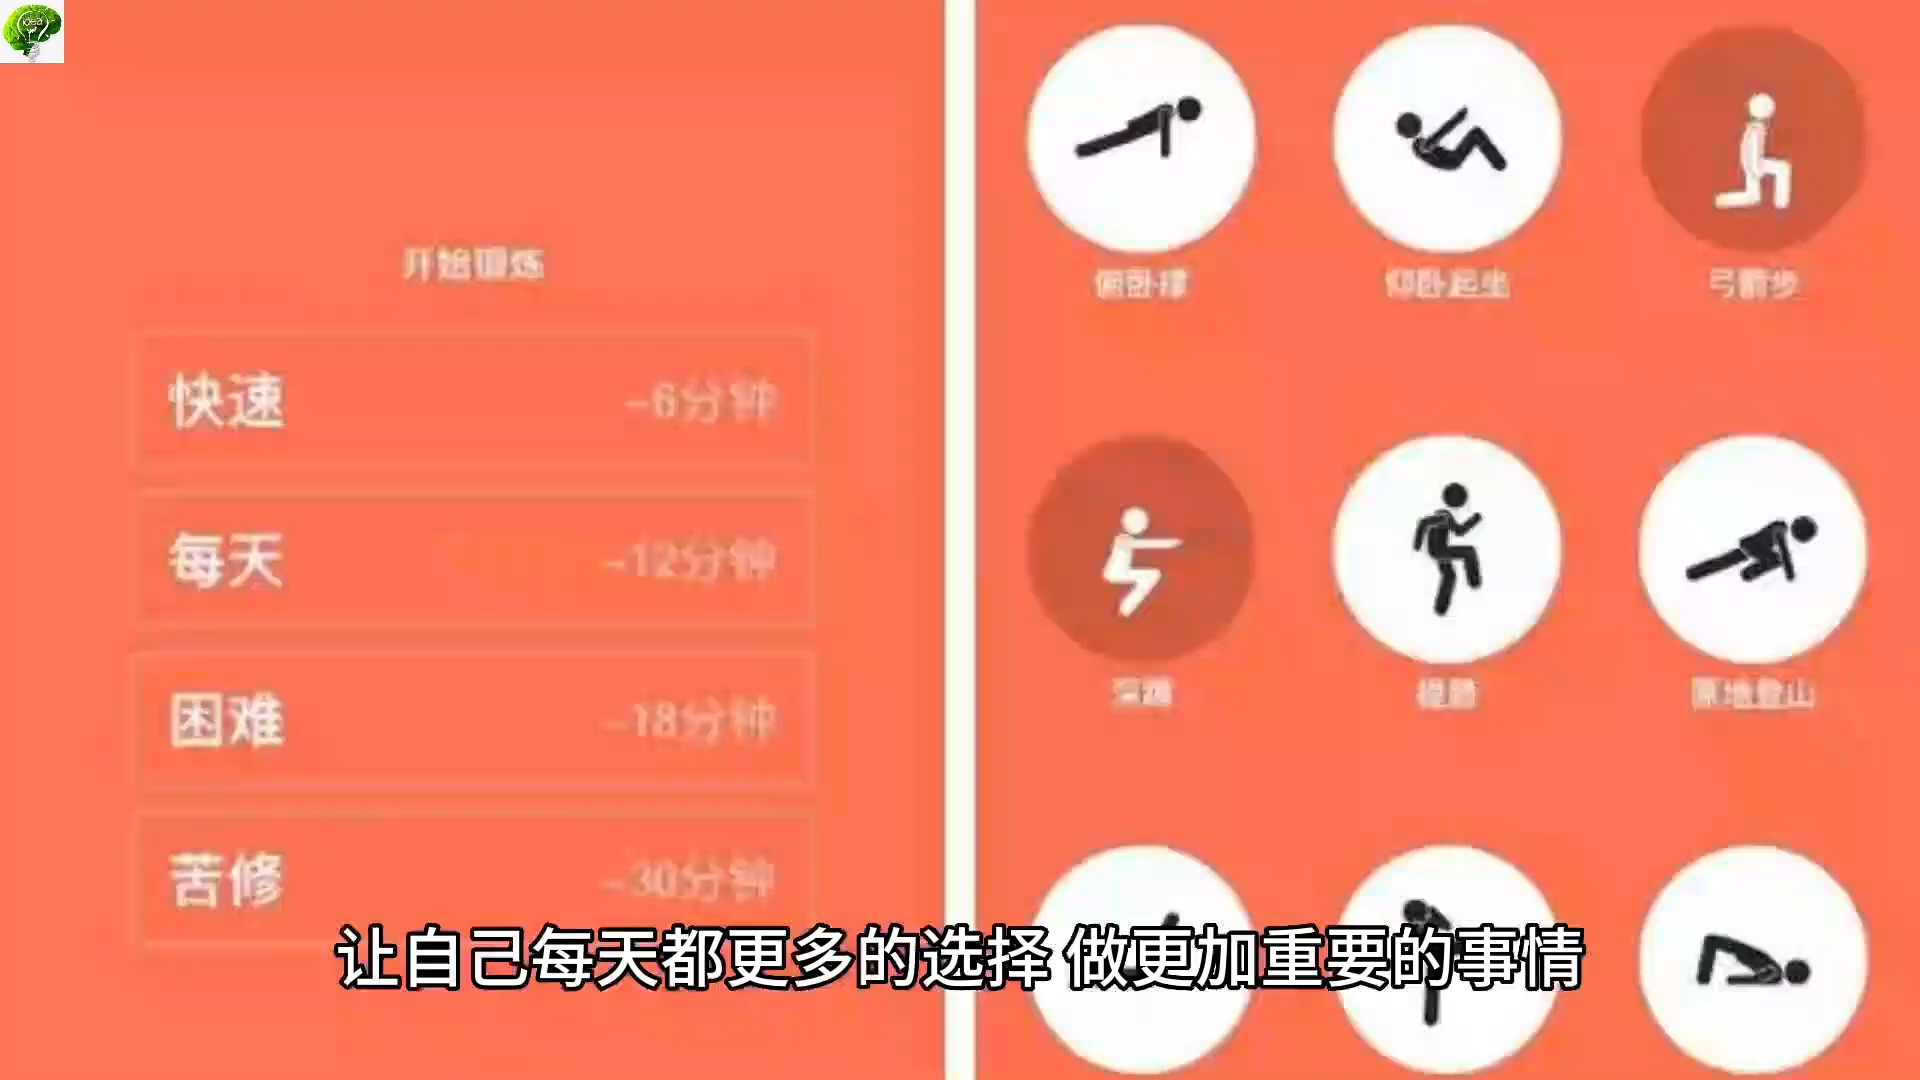 idea
开始锻炼
快速 ~6分钟
每天 ~12分钟
困难 ~18分钟
苦修 ~30分钟
俯卧撑 仰卧起坐 弓箭步
深蹲 提膝 原地登山
让自己每天都更多的选择 做更加重要的事情